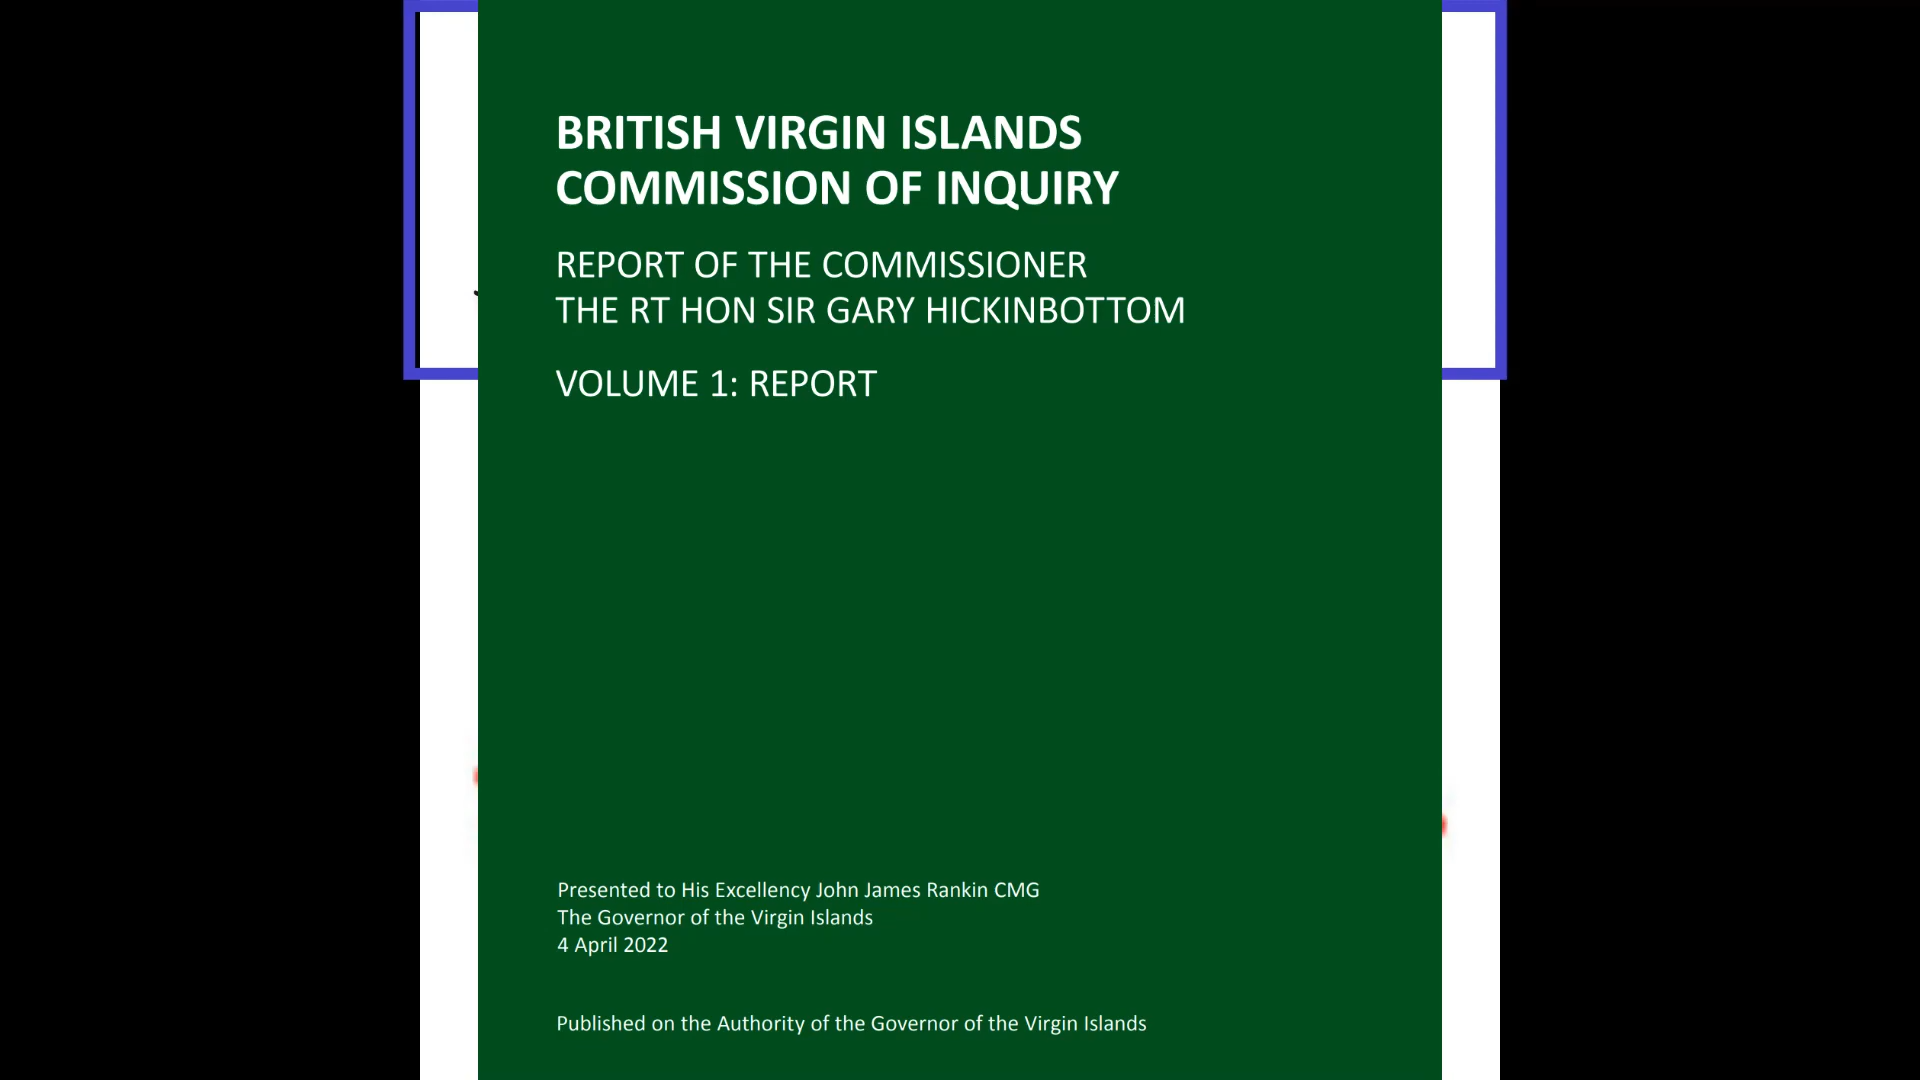 BRITISH VIRGIN ISLANDS
COMMISSION OF INQUIRY
REPORT OF THE COMMISSIONER
THE RT HON SIR GARY HICKINBOTTOM
VOLUME 1: REPORT
Presented to His Excellency John James Rankin CMG
The Governor of the Virgin Islands
4 April 2022
Published on the Authority of the Governor of the Virgin Islands